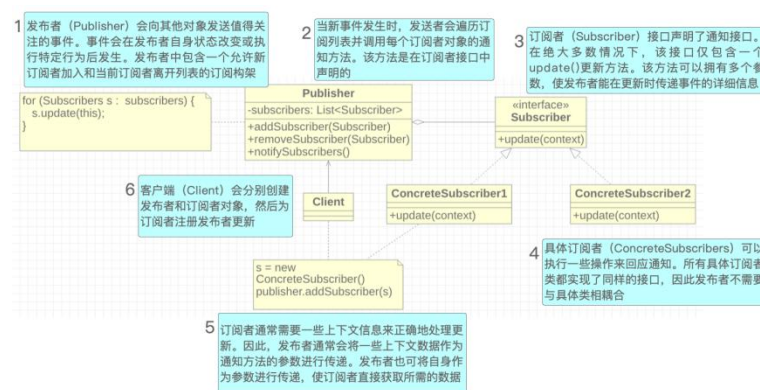 1 发布者（Publisher）会向其他对象发送值得关
注的事件。事件会在发布者自身状态改变或执
行特定行为后发生。发布者中包含一个允许新
订阅者加入和当前订阅者离开列表的订阅构架
2 当新事件发生时，发送者会遍历订
阅列表并调用每个订阅者对象的通
知方法。该方法是在订阅者接口中
声明的
3 订阅者（Subscriber）接口声明了通知接口。
在绝大多数情况下，该接口仅包含一个
update()更新方法。该方法可以拥有多个参
数，使发布者能在更新时传递事件的详细信息
for (Subscribers s : subscribers) {
s.update(this);
}
Publisher
-subscribers: List<Subscriber>
+addSubscriber(Subscriber)
+removeSubscriber(Subscriber)
+notifySubscribers()
«interface»
Subscriber
+update(context)
6 客户端（Client）会分别创建
发布者和订阅者对象，然后为
订阅者注册发布者更新
Client
ConcreteSubscriber1
+update(context)
ConcreteSubscriber2
+update(context)
s = new
ConcreteSubscriber()
publisher.addSubscriber(s)
4 具体订阅者（ConcreteSubscribers）可以
执行一些操作来回应通知。所有具体订阅者
类都实现了同样的接口，因此发布者不需要
与具体类相耦合
5 订阅者通常需要一些上下文信息来正确地处理更
新。因此，发布者通常会将一些上下文数据作为
通知方法的参数进行传递。发布者也可将自身作
为参数进行传递，使订阅者直接获取所需的数据